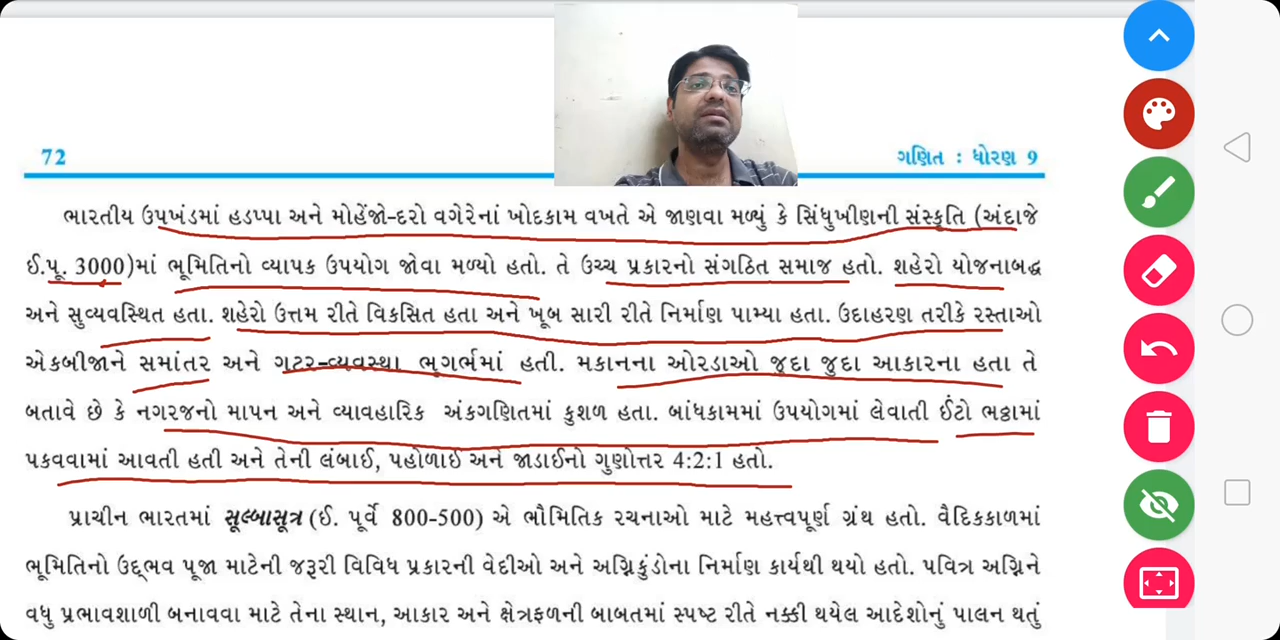 72
ગણિત : ધોરણ 9
ભારતીય ઉપખંડમાં હડપ્પા અને મોહેંજો-દરો વગેરેનાં ખોદકામ વખતે એ જાણવા મળ્યું કે સિંધુખીણની સંસ્કૃતિ (અંદાજે
ઈ.પૂ. 3000)માં ભૂમિતિનો વ્યાપક ઉપયોગ જોવા મળ્યો હતો. તે ઉચ્ચ પ્રકારનો સંગઠિત સમાજ હતો. શહેરો યોજનાબદ્ધ
અને સુવ્યવસ્થિત હતા. શહેરો ઉત્તમ રીતે વિકસિત હતા અને ખૂબ સારી રીતે નિર્માણ પામ્યા હતા. ઉદાહરણ તરીકે રસ્તાઓ
એકબીજાને સમાંતર અને ગટર-વ્યવસ્થા ભૂગર્ભમાં હતી. મકાનના ઓરડાઓ જુદા જુદા આકારના હતા તે
બતાવે છે કે નગરજનો માપન અને વ્યાવહારિક અંકગણિતમાં કુશળ હતા. બાંધકામમાં ઉપયોગમાં લેવાતી ઈંટો ભઠ્ઠામાં
પકવવામાં આવતી હતી અને તેની લંબાઈ, પહોળાઈ અને જાડાઈનો ગુણોત્તર 4:2:1 હતો.
પ્રાચીન ભારતમાં સૂલ્બાસૂત્ર (ઈ. પૂર્વે 800-500) એ ભૌમિતિક રચનાઓ માટે મહત્ત્વપૂર્ણ ગ્રંથ હતો. વૈદિકકાળમાં
ભૂમિતિનો ઉદ્ભવ પૂજા માટેની જરૂરી વિવિધ પ્રકારની વેદીઓ અને અગ્નિકુંડોના નિર્માણ કાર્યથી થયો હતો. પવિત્ર અગ્નિને
વધુ પ્રભાવશાળી બનાવવા માટે તેના સ્થાન, આકાર અને ક્ષેત્રફળની બાબતમાં સ્પષ્ટ રીતે નક્કી થયેલ આદેશોનું પાલન થતું